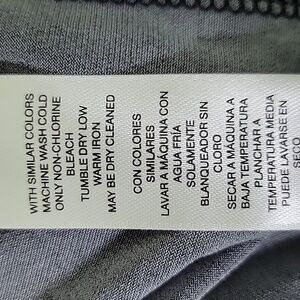 WITH SIMILAR COLORS
MACHINE WASH COLD
ONLY NON-CHLORINE
BLEACH
TUMBLE DRY LOW
WARM IRON
MAY BE DRY CLEANED
CON COLORES
SIMILARES
LAVAR A MÁQUINA CON
AGUA FRÍA
SOLAMENTE
BLANQUEADOR SIN
CLORO
SECAR A MÁQUINA A
BAJA TEMPERATURA
PLANCHAR A
TEMPERATURA MEDIA
PUEDE LAVARSE EN
SECO